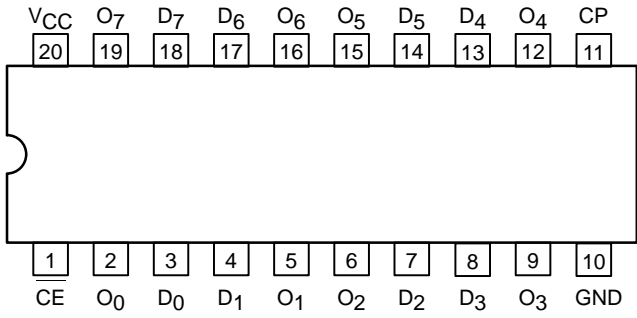 VCC O7 D7 D6 O6 O5 D5 D4 O4 CP
20 19 18 17 16 15 14 13 12 11
1 2 3 4 5 6 7 8 9 10
C̅E̅ O0 D0 D1 O1 O2 D2 D3 O3 GND